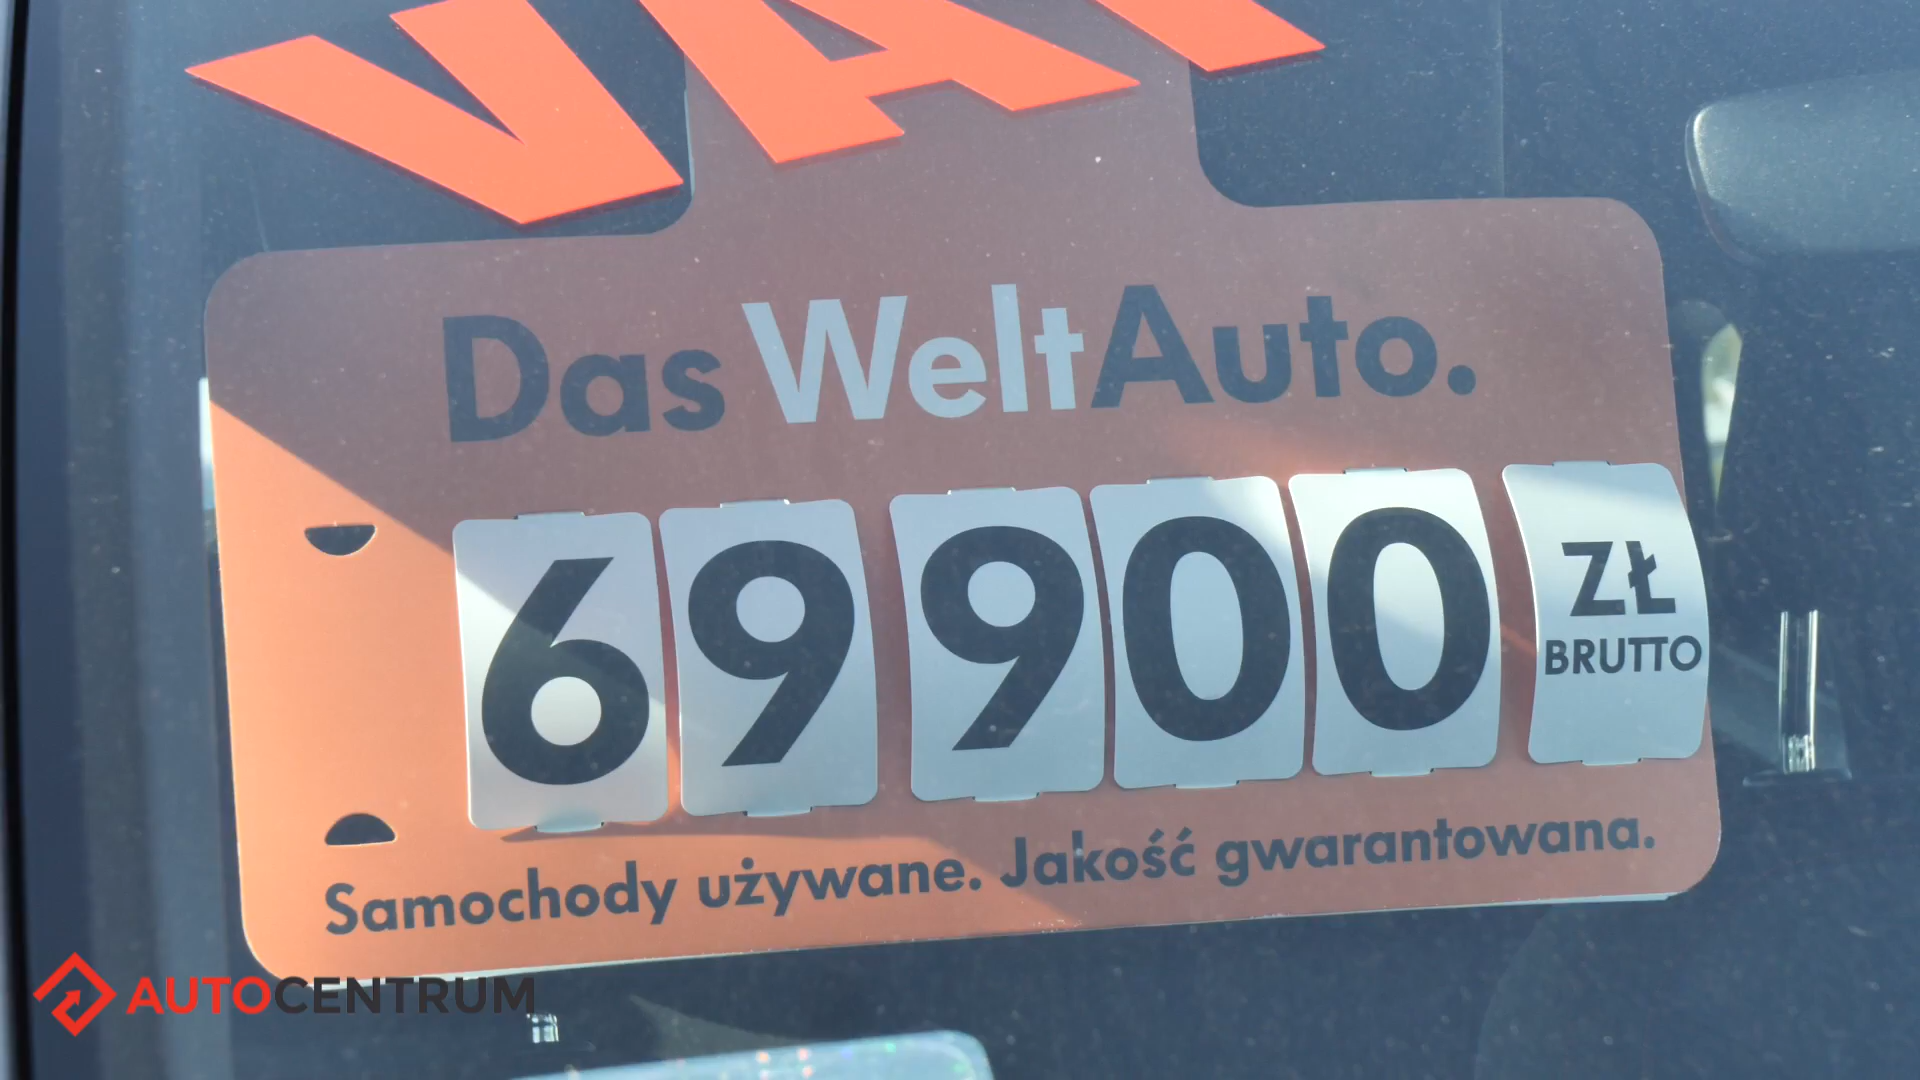 Das WeltAuto.
69900 ZŁ
BRUTTO
Samochody używane. Jakość gwarantowana.
AUTOCENTRUM